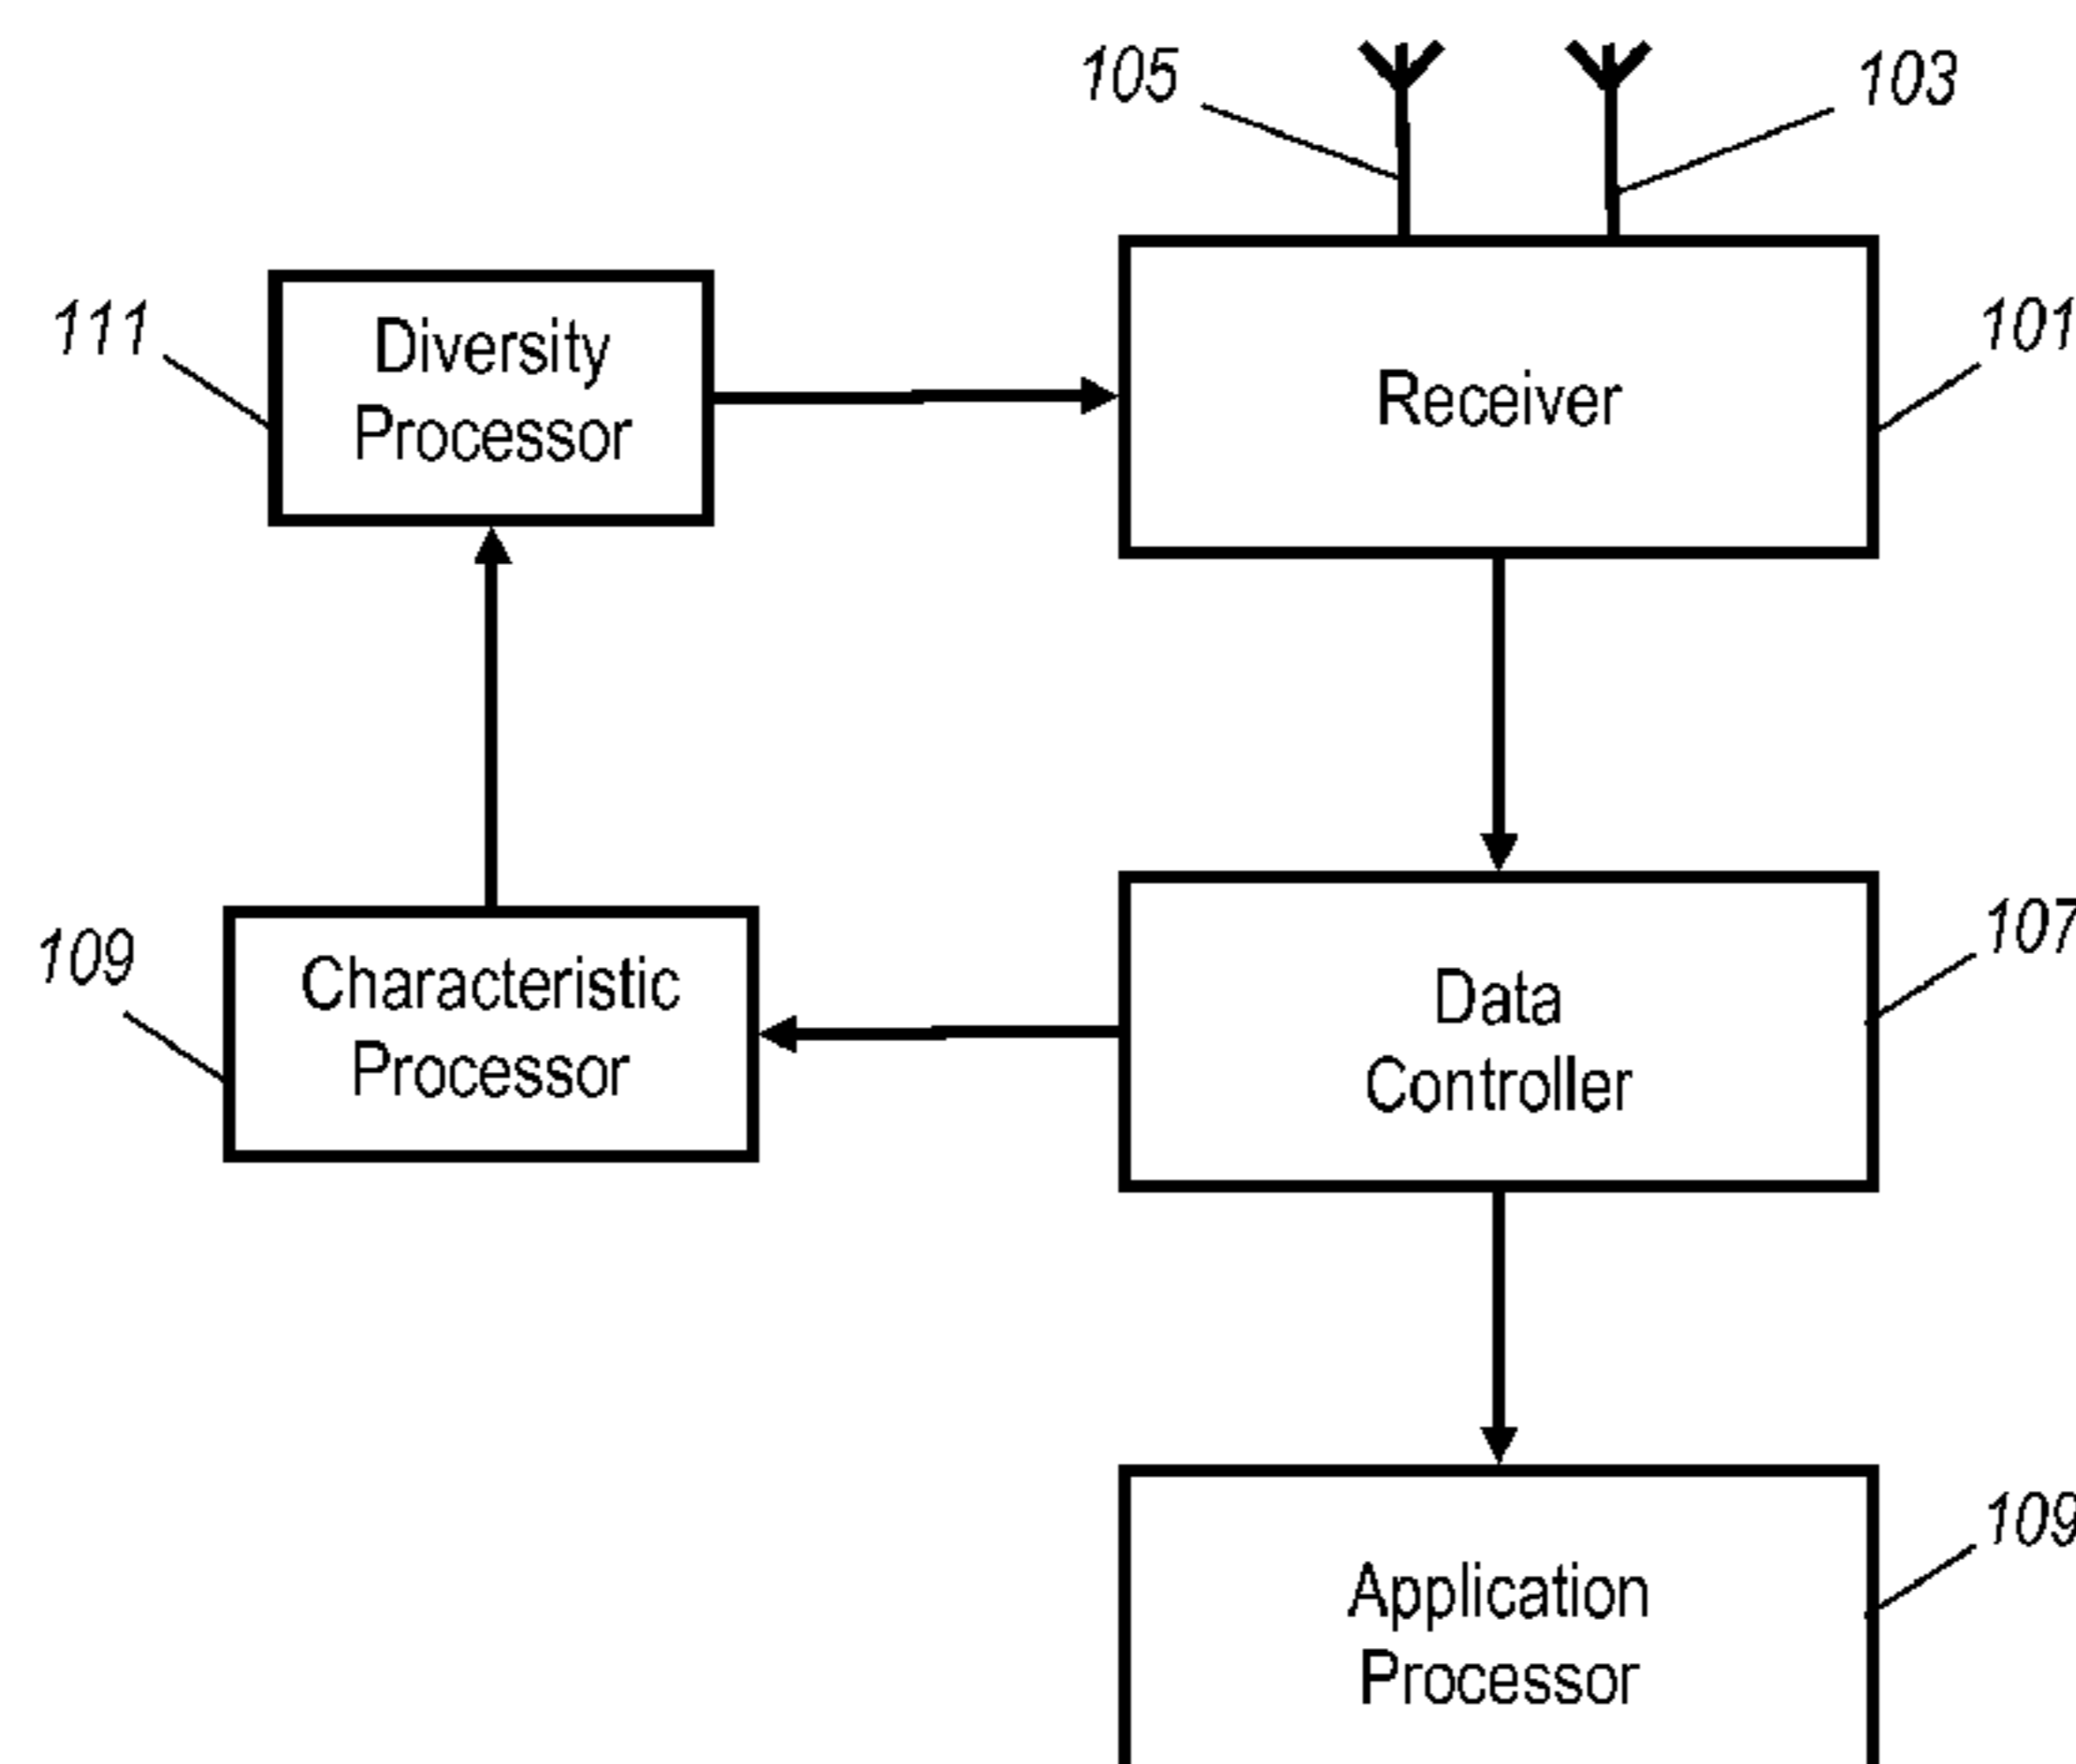 105
103
111
Diversity
Processor
Receiver
101
109
Characteristic
Processor
Data
Controller
107
Application
Processor
109